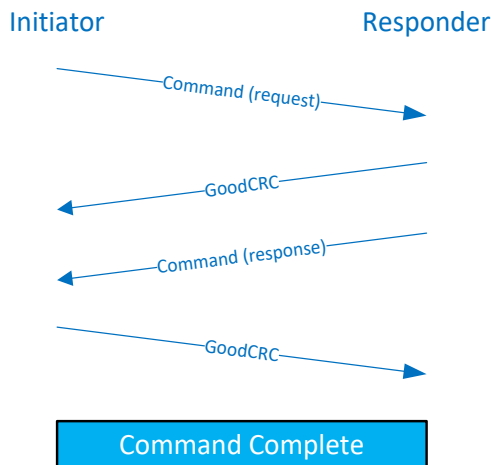 Initiator
Responder
Command (request)
GoodCRC
Command (response)
GoodCRC
Command Complete